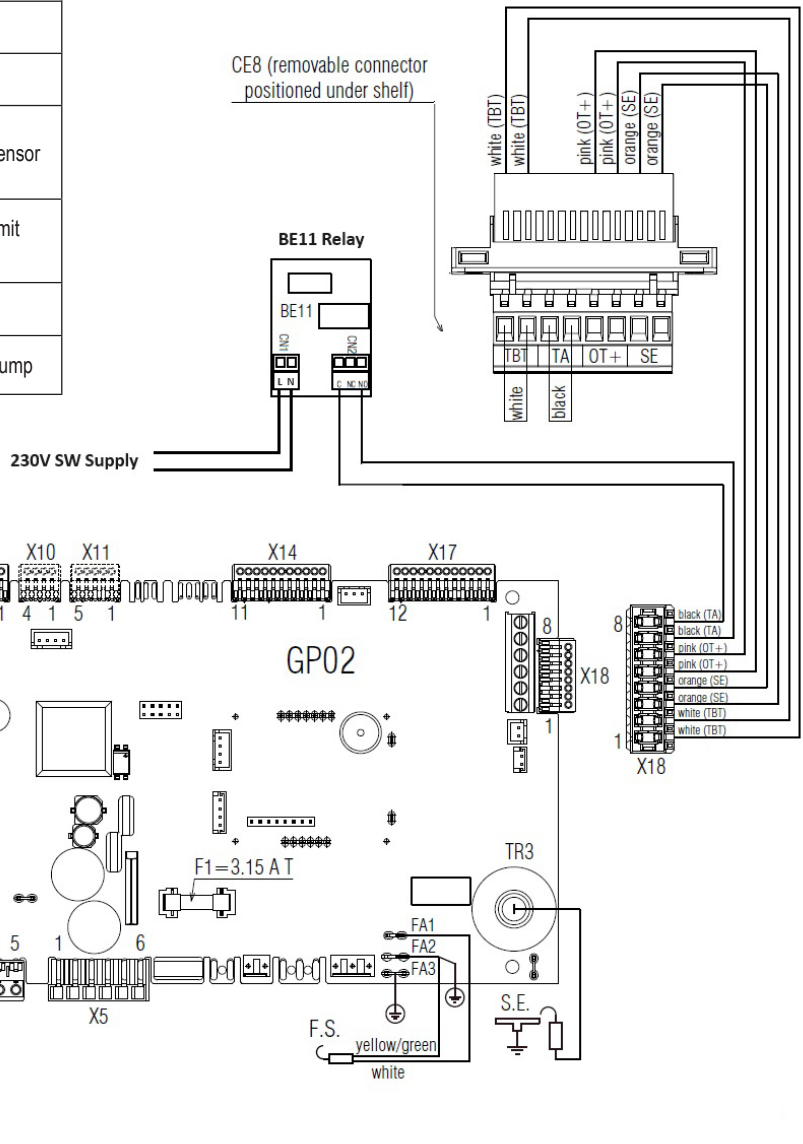 ensor
mit
ump
CE8 (removable connector
positioned under shelf)
white (TBT)
white (TBT)
pink (OT+)
pink (OT+)
orange (SE)
orange (SE)
BE11 Relay
BE11
CN1
CN2
L N
C NC NO
TBT TA OT+ SE
white
black
230V SW Supply
X10 X11 X14 X17
1 4 1 5 1 11 1 12 1
GP02
8
X18
1
8
black (TA)
black (TA)
pink (OT+)
pink (OT+)
orange (SE)
orange (SE)
white (TBT)
white (TBT)
1
X18
F1=3.15 A T
TR3
FA1
FA2
FA3
5 1 6
X5
S.E.
F.S.
yellow/green
white